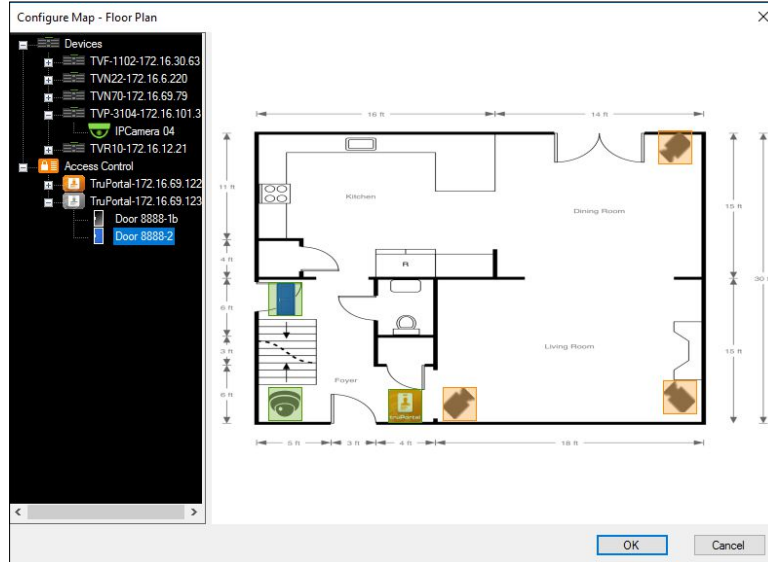 Configure Map - Floor Plan
Devices
TVF-1102-172.16.30.63
TVN22-172.16.6.220
TVN70-172.16.69.79
TVP-3104-172.16.101.3
IPCamera 04
TVR10-172.16.12.21
Access Control
TruPortal-172.16.69.122
TruPortal-172.16.69.123
Door 8888-1b
Door 8888-2
16 ft
14 ft
11 ft
Kitchen
Dining Room
15 ft
4 ft
R
30 ft
6 ft
3 ft
Living Room
15 ft
6 ft
Foyer
truPortal
5 ft
3 ft
4 ft
18 ft
OK
Cancel